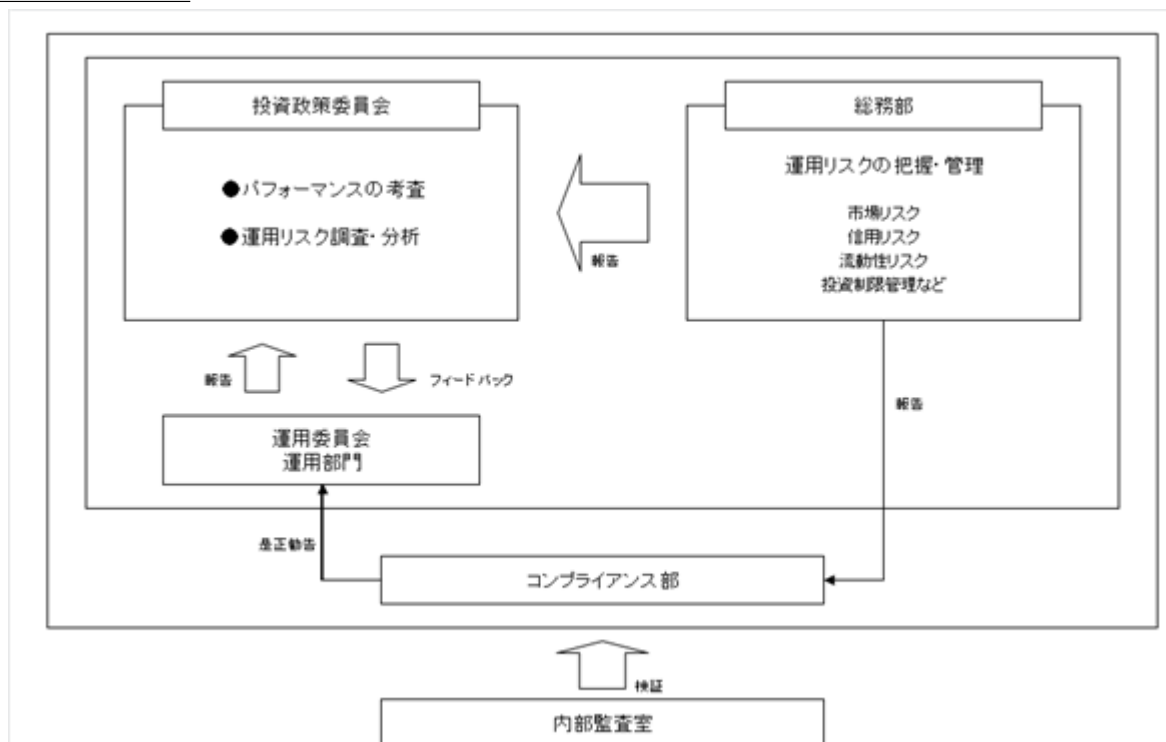 投資政策委員会
総務部
●パフォーマンスの考査
●運用リスク調査・分析
運用リスクの把握・管理
市場リスク
信用リスク
流動性リスク
投資制限管理など
報告
報告
フィードバック
報告
運用委員会
運用部門
是正勧告
コンプライアンス部
検証
内部監査室